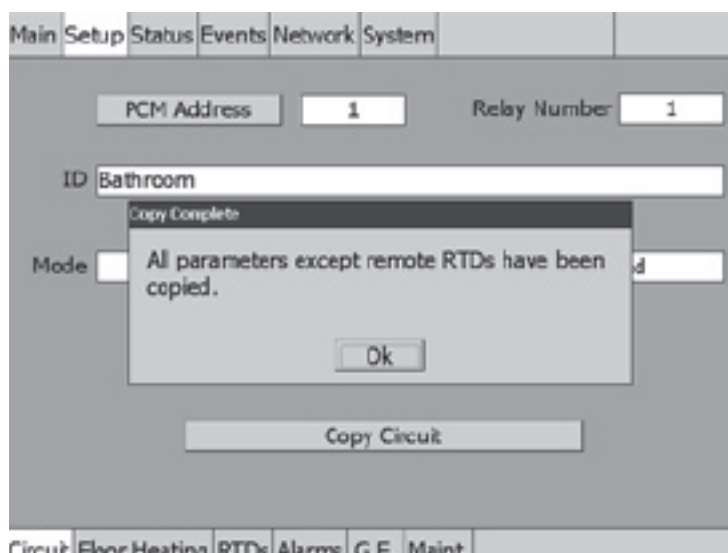 Main Setup Status Events Network System
PCM Address 1 Relay Number 1
ID Bathroom
Copy Complete
Mode
All parameters except remote RTDs have been
copied.
Ok
Copy Circuit
Circuit Floor Heating RTDs Alarms G.F. Maint.